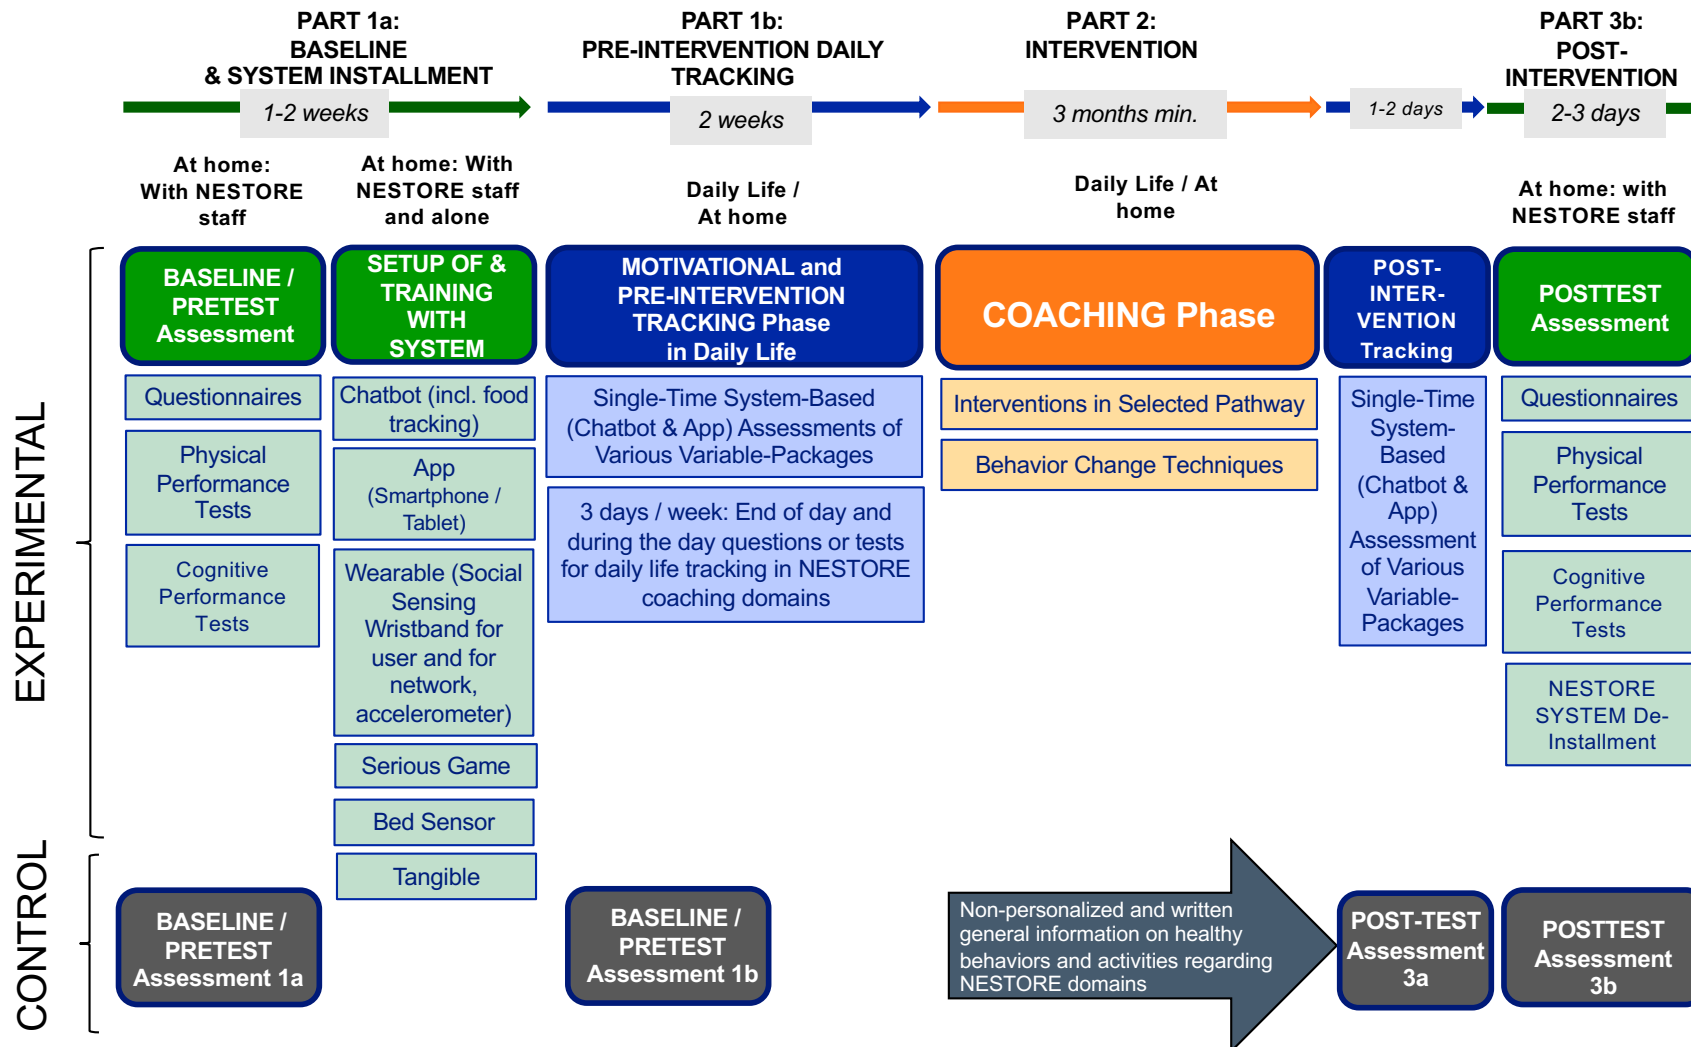 PART 1a:
BASELINE
& SYSTEM INSTALLMENT
PART 1b:
PRE-INTERVENTION DAILY
TRACKING
PART 2:
INTERVENTION
PART 3b:
POST-
INTERVENTION
1-2 weeks
2 weeks
3 months min.
1-2 days
2-3 days
At home:
With NESTORE
staff
At home: With
NESTORE staff
and alone
Daily Life /
At home
Daily Life / At
home
At home: with
NESTORE staff
EXPERIMENTAL
BASELINE /
PRETEST
Assessment
Questionnaires
Physical
Performance
Tests
Cognitive
Performance
Tests
SETUP OF &
TRAINING
WITH
SYSTEM
Chatbot (incl. food
tracking)
App
(Smartphone /
Tablet)
Wearable (Social
Sensing
Wristband for
user and for
network,
accelerometer)
Serious Game
Bed Sensor
Tangible
MOTIVATIONAL and
PRE-INTERVENTION
TRACKING Phase
in Daily Life
Single-Time System-Based
(Chatbot & App) Assessments of
Various Variable-Packages
3 days / week: End of day and
during the day questions or tests
for daily life tracking in NESTORE
coaching domains
COACHING Phase
Interventions in Selected Pathway
Behavior Change Techniques
POST-
INTER-
VENTION
Tracking
Single-Time
System-
Based
(Chatbot &
App)
Assessment
of Various
Variable-
Packages
POSTTEST
Assessment
Questionnaires
Physical
Performance
Tests
Cognitive
Performance
Tests
NESTORE
SYSTEM De-
Installment
CONTROL
BASELINE /
PRETEST
Assessment 1a
BASELINE /
PRETEST
Assessment 1b
Non-personalized and written
general information on healthy
behaviors and activities regarding
NESTORE domains
POST-TEST
Assessment
3a
POSTTEST
Assessment
3b